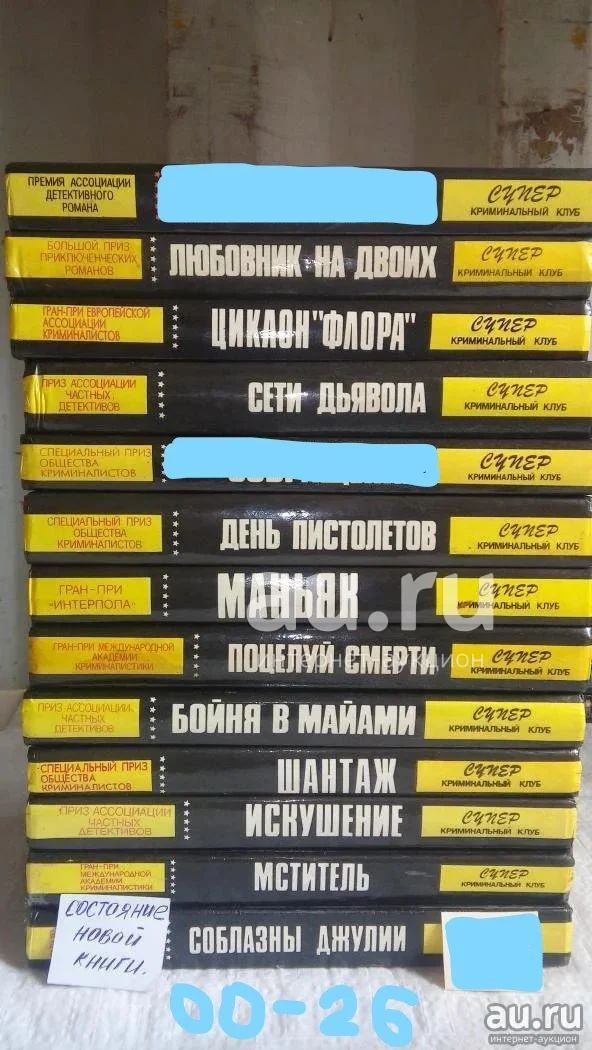 ПРЕМИЯ АССОЦИАЦИИ
ДЕТЕКТИВНОГО
РОМАНА
СУПЕР
КРИМИНАЛЬНЫЙ КЛУБ
БОЛЬШОЙ ПРИЗ
ПРИКЛЮЧЕНЧЕСКИХ
РОМАНОВ
ЛЮБОВНИК НА ДВОИХ
СУПЕР
КРИМИНАЛЬНЫЙ КЛУБ
ГРАН-ПРИ ЕВРОПЕЙСКОЙ
АССОЦИАЦИИ
КРИМИНАЛИСТОВ
ЦИКЛОН "ФЛОРА"
СУПЕР
КРИМИНАЛЬНЫЙ КЛУБ
ПРИЗ АССОЦИАЦИИ
ЧАСТНЫХ
ДЕТЕКТИВОВ
СЕТИ ДЬЯВОЛА
СУПЕР
КРИМИНАЛЬНЫЙ КЛУБ
СПЕЦИАЛЬНЫЙ ПРИЗ
ОБЩЕСТВА
КРИМИНАЛИСТОВ
СУПЕР
КРИМИНАЛЬНЫЙ КЛУБ
СПЕЦИАЛЬНЫЙ ПРИЗ
ОБЩЕСТВА
КРИМИНАЛИСТОВ
ДЕНЬ ПИСТОЛЕТОВ
СУПЕР
КРИМИНАЛЬНЫЙ КЛУБ
ГРАН-ПРИ
«ИНТЕРПОЛА»
МАНЬЯК
СУПЕР
КРИМИНАЛЬНЫЙ КЛУБ
au.ru
интернет-аукцион
ГРАН-ПРИ МЕЖДУНАРОДНОЙ
АКАДЕМИИ
КРИМИНАЛИСТИКИ
ПОЦЕЛУЙ СМЕРТИ
СУПЕР
КРИМИНАЛЬНЫЙ КЛУБ
ПРИЗ АССОЦИАЦИИ
ЧАСТНЫХ
ДЕТЕКТИВОВ
БОЙНЯ В МАЙАМИ
СУПЕР
КРИМИНАЛЬНЫЙ КЛУБ
СПЕЦИАЛЬНЫЙ ПРИЗ
ОБЩЕСТВА
КРИМИНАЛИСТОВ
ШАНТАЖ
СУПЕР
КРИМИНАЛЬНЫЙ КЛУБ
ПРИЗ АССОЦИАЦИИ
ЧАСТНЫХ
ДЕТЕКТИВОВ
ИСКУШЕНИЕ
СУПЕР
КРИМИНАЛЬНЫЙ КЛУБ
ГРАН-ПРИ
МЕЖДУНАРОДНОЙ
АКАДЕМИИ
КРИМИНАЛИСТИКИ
МСТИТЕЛЬ
СУПЕР
КРИМИНАЛЬНЫЙ КЛУБ
СОСТОЯНИЕ
НОВОЙ
КНИГИ.
СОБЛАЗНЫ ДЖУЛИИ
00-26
au.ru
интернет-аукцион